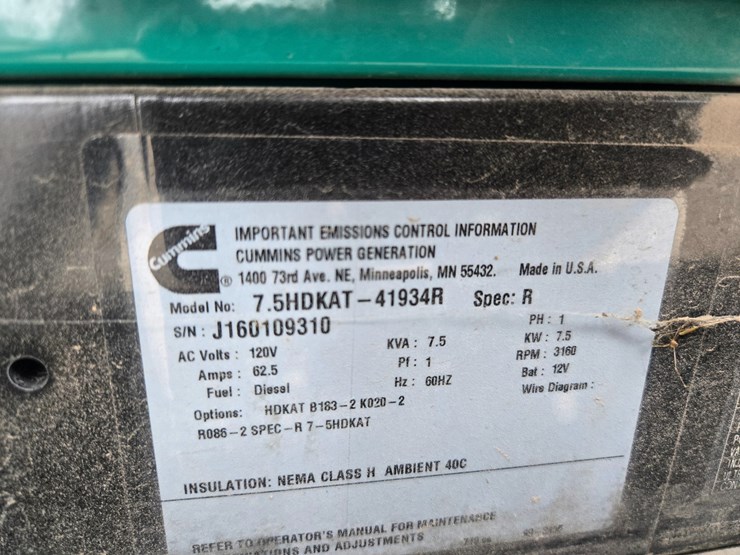 Cummins
IMPORTANT EMISSIONS CONTROL INFORMATION
CUMMINS POWER GENERATION
® 1400 73rd Ave. NE, Minneapolis, MN 55432. Made in U.S.A.
Model No: 7.5HDKAT-41934R Spec: R
S/N : J160109310 PH : 1
AC Volts : 120V KVA : 7.5 KW : 7.5
Amps : 62.5 Pf : 1 RPM : 3160
Fuel : Diesel Hz : 60HZ Bat : 12V
Options: HDKAT B183-2 K020-2 Wire Diagram :
R086-2 SPEC-R 7-5HDKAT
INSULATION: NEMA CLASS H AMBIENT 40C
REFER TO OPERATOR'S MANUAL FOR MAINTENANCE
AND ADJUSTMENTS